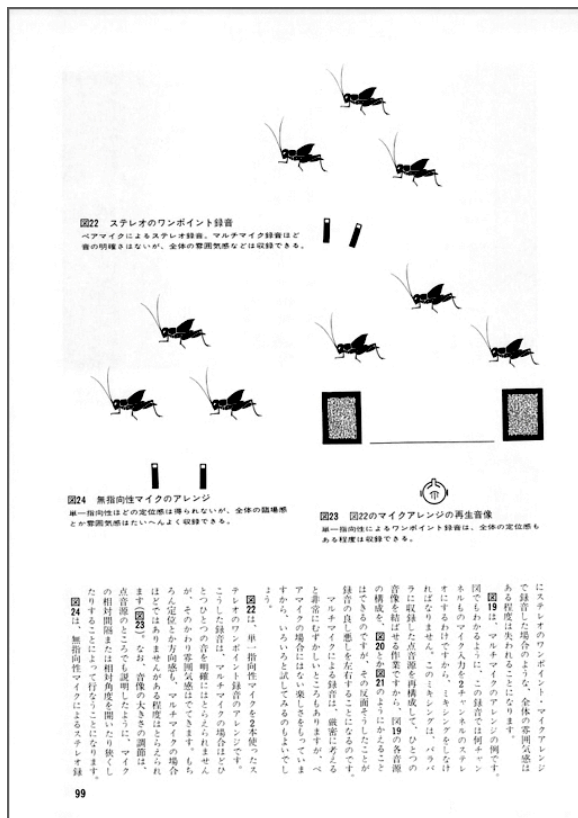 図22　ステレオのワンポイント録音
ペアマイクによるステレオ録音。マルチマイク録音ほど
音の明確さはないが、全体の雰囲気感などは収録できる。
図24　無指向性マイクのアレンジ
単一指向性ほどの定位感は得られないが、全体の臨場感
とか雰囲気感はたいへんよく収録できる。
図23　図22のマイクアレンジの再生音像
単一指向性によるワンポイント録音は、全体の定位感も
ある程度は収録できる。
にステレオのワンポイント・マイクアレンジ
で録音した場合のような、全体の雰囲気感は
ある程度は失われることになります。
図19は、マルチマイクのアレンジの例です。
図でもわかるように、この録音では例チャン
ネルものマイク入力を2チャンネルのステレ
オにするわけですから、ミキシングをしなけ
ればなりません。このミキシングは、バラバ
ラに収録した点音源を再構成して、ひとつの
音像を結ばせる作業ですから、図19の各音源
の構成を、図20とか図21のようにかえること
はできるのですが、その反面そうしたことが
録音の良し悪しを左右することになるのです。
マルチマイクによる録音は、厳密に考える
と非常にむずかしいところもありますが、ペ
アマイクの場合にはない楽しさをもっていま
すから、いろいろと試してみるのもよいでし
ょう。
図22は、単一指向性マイクを2本使ったス
テレオのワンポイント録音のアレンジです。
こうした録音は、マルチマイクの場合ほどひ
とつひとつの音を明確にはとらえられません
が、そのかわり雰囲気感はでてきます。もち
ろん定位とか方向感も、マルチマイクの場合
ほどではありませんがある程度はとらえられ
ます（図23）。なお、音像の大きさの調節は、
点音源のところでも説明したように、マイク
の相対間隔または相対角度を開いたり狭くし
たりすることによって行なうことになります。
図24は、無指向性マイクによるステレオ録
99